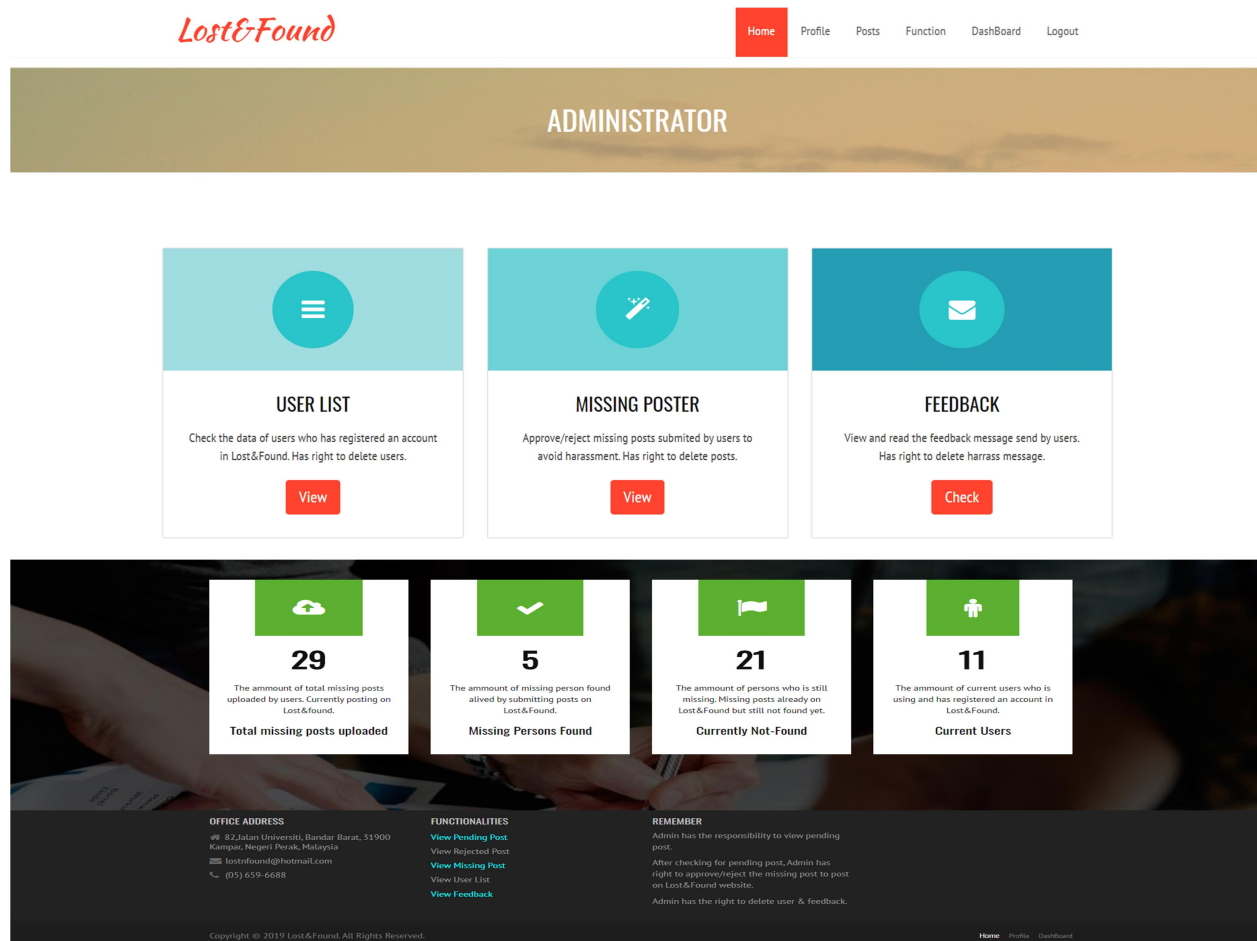 Lost&Found
Home Profile Posts Function DashBoard Logout
ADMINISTRATOR
USER LIST
Check the data of users who has registered an account
in Lost&Found. Has right to delete users.
View
MISSING POSTER
Approve/reject missing posts submited by users to
avoid harassment. Has right to delete posts.
View
FEEDBACK
View and read the feedback message send by users.
Has right to delete harrass message.
Check
29
The ammount of total missing posts
uploaded by users. Currently posting on
Lost&found.
Total missing posts uploaded
5
The ammount of missing person found
alived by submitting posts on
Lost&Found.
Missing Persons Found
21
The ammount of persons who is still
missing. Missing posts already on
Lost&Found but still not found yet.
Currently Not-Found
11
The ammount of current users who is
using and has registered an account in
Lost&Found.
Current Users
OFFICE ADDRESS
82,Jalan Universiti, Bandar Barat, 31900
Kampar, Negeri Perak, Malaysia
lostnfound@hotmail.com
(05) 659-6688
FUNCTIONALITIES
View Pending Post
View Rejected Post
View Missing Post
View User List
View Feedback
REMEMBER
Admin has the responsibility to view pending
post.
After checking for pending post, Admin has
right to approve/reject the missing post to post
on Lost&Found website.
Admin has the right to delete user & feedback.
Copyright © 2019 Lost&Found. All Rights Reserved.
Home Profile DashBoard